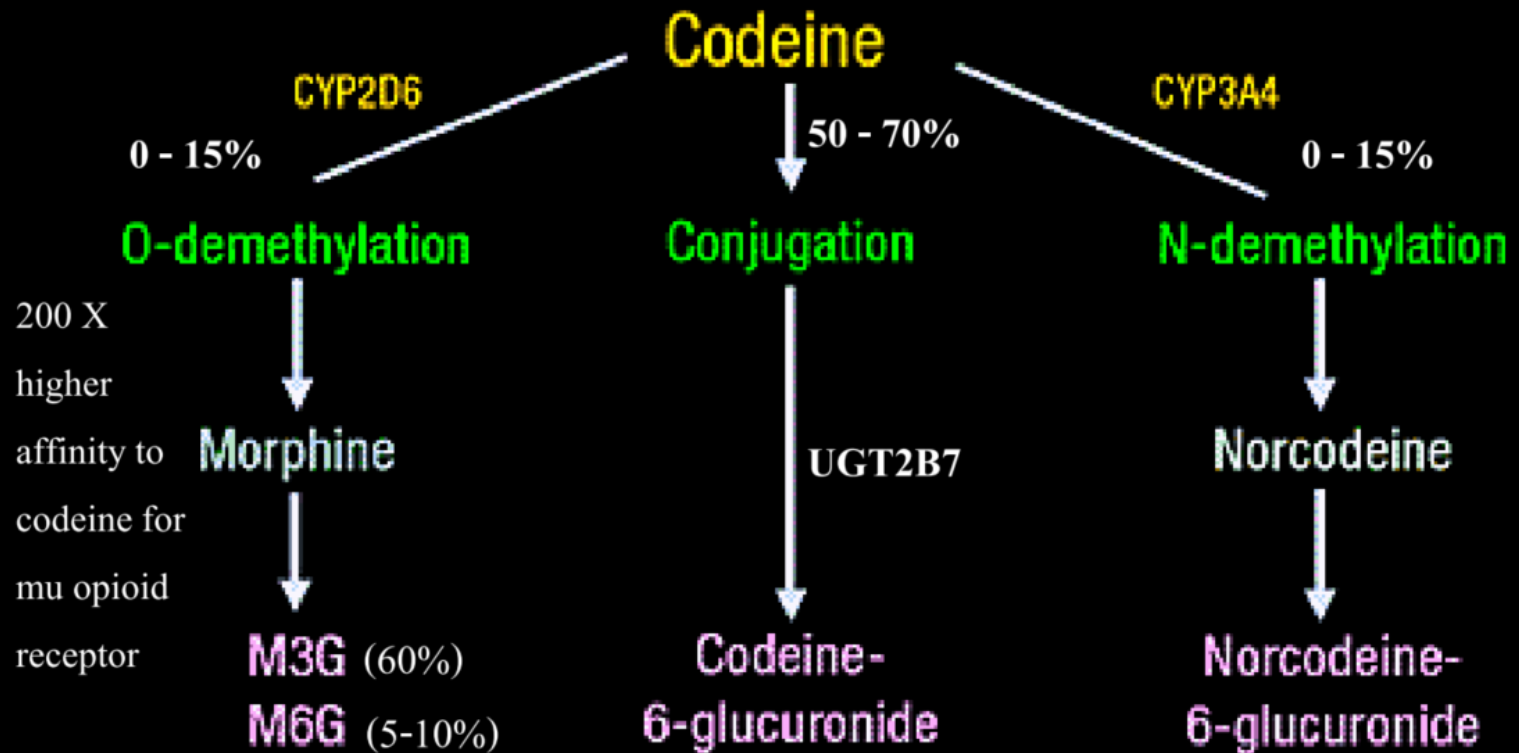 Codeine
CYP2D6
CYP3A4
0 - 15%
50 - 70%
0 - 15%
O-demethylation
Conjugation
N-demethylation
200 X
higher
affinity to
codeine for
mu opioid
receptor
Morphine
UGT2B7
Norcodeine
M3G (60%)
M6G (5-10%)
Codeine-
6-glucuronide
Norcodeine-
6-glucuronide